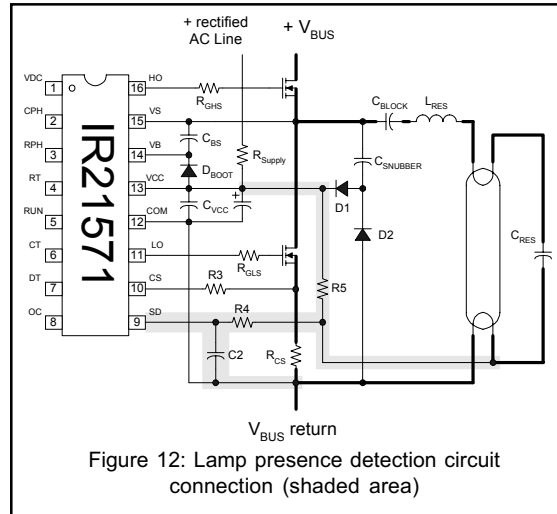 + rectified
AC Line
+ VBUS
VDC 1
CPH 2
RPH 3
RT 4
RUN 5
CT 6
DT 7
OC 8
IR21571
16 HO
15 VS
14 VB
13 VCC
12 COM
11 LO
10 CS
9 SD
RGHS
CBS
DBOOT
CVCC
RSupply
+
RGLS
R3
R4
C2
RCS
R5
D1
D2
CSNUBBER
CBLOCK
LRES
CRES
VBUS return
Figure 12: Lamp presence detection circuit
connection (shaded area)